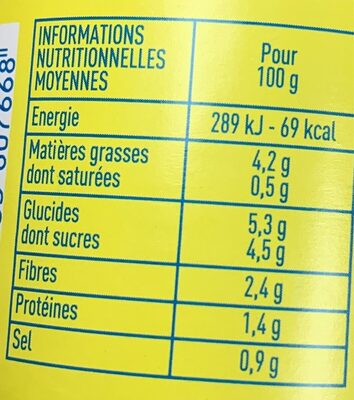 INFORMATIONS
NUTRITIONNELLES
MOYENNES
Pour
100 g
Energie
289 kJ - 69 kcal
Matières grasses
4,2 g
dont saturées
0,5 g
Glucides
5,3 g
dont sucres
4,5 g
Fibres
2,4 g
Protéines
1,4 g
Sel
0,9 g